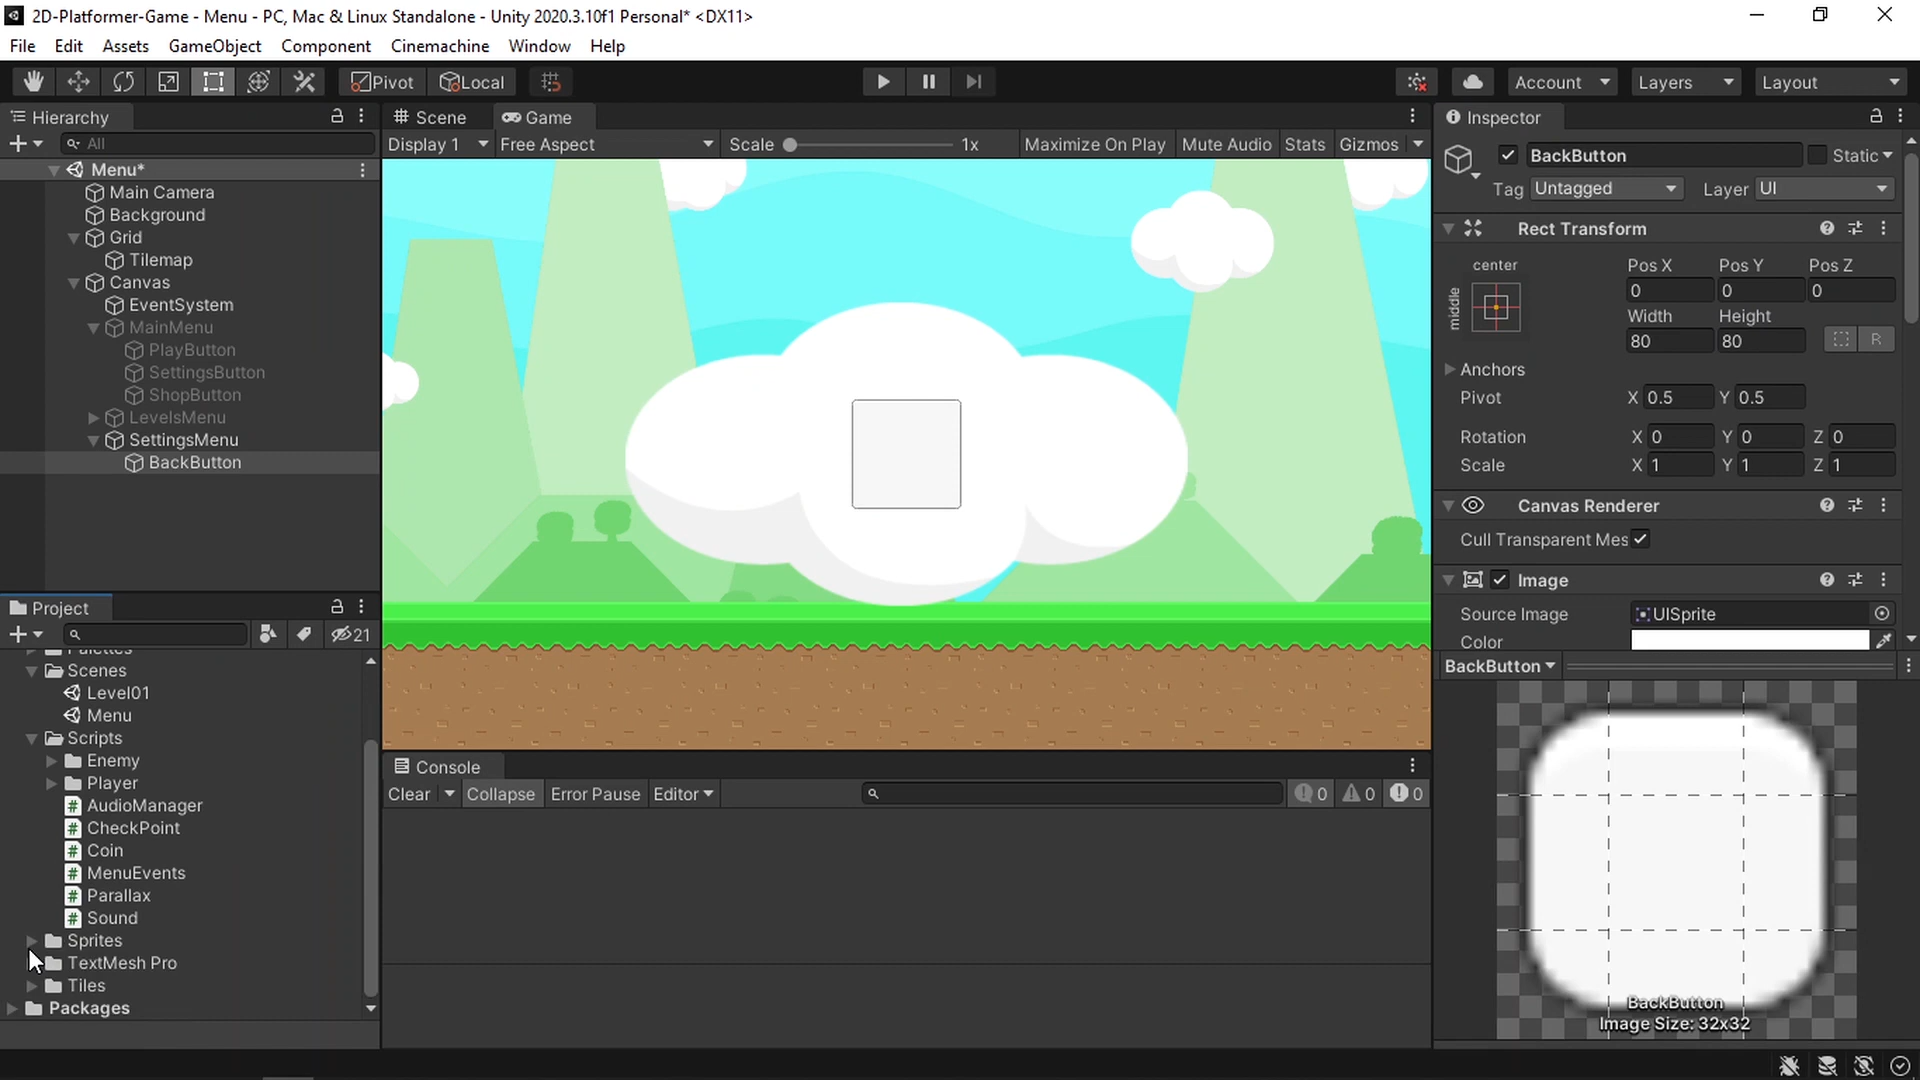 2D-Platformer-Game - Menu - PC, Mac & Linux Standalone - Unity 2020.3.10f1 Personal* <DX11>
File Edit Assets GameObject Component Cinemachine Window Help
Pivot Local Account Layers Layout
Hierarchy
All
Menu*
Main Camera
Background
Grid
Tilemap
Canvas
EventSystem
MainMenu
PlayButton
SettingsButton
ShopButton
LevelsMenu
SettingsMenu
BackButton
Scene Game
Display 1 Free Aspect Scale 1x Maximize On Play Mute Audio Stats Gizmos
Inspector
BackButton Static
Tag Untagged Layer UI
Rect Transform
center
middle
Pos X Pos Y Pos Z
0 0 0
Width Height
80 80 R
Anchors
Pivot X 0.5 Y 0.5
Rotation X 0 Y 0 Z 0
Scale X 1 Y 1 Z 1
Canvas Renderer
Cull Transparent Mes
Image
Source Image UISprite
Color
BackButton
BackButton
Image Size: 32x32
Project
21
Palettes
Scenes
Level01
Menu
Scripts
Enemy
Player
AudioManager
CheckPoint
Coin
MenuEvents
Parallax
Sound
Sprites
TextMesh Pro
Tiles
Packages
Console
Clear Collapse Error Pause Editor 0 0 0